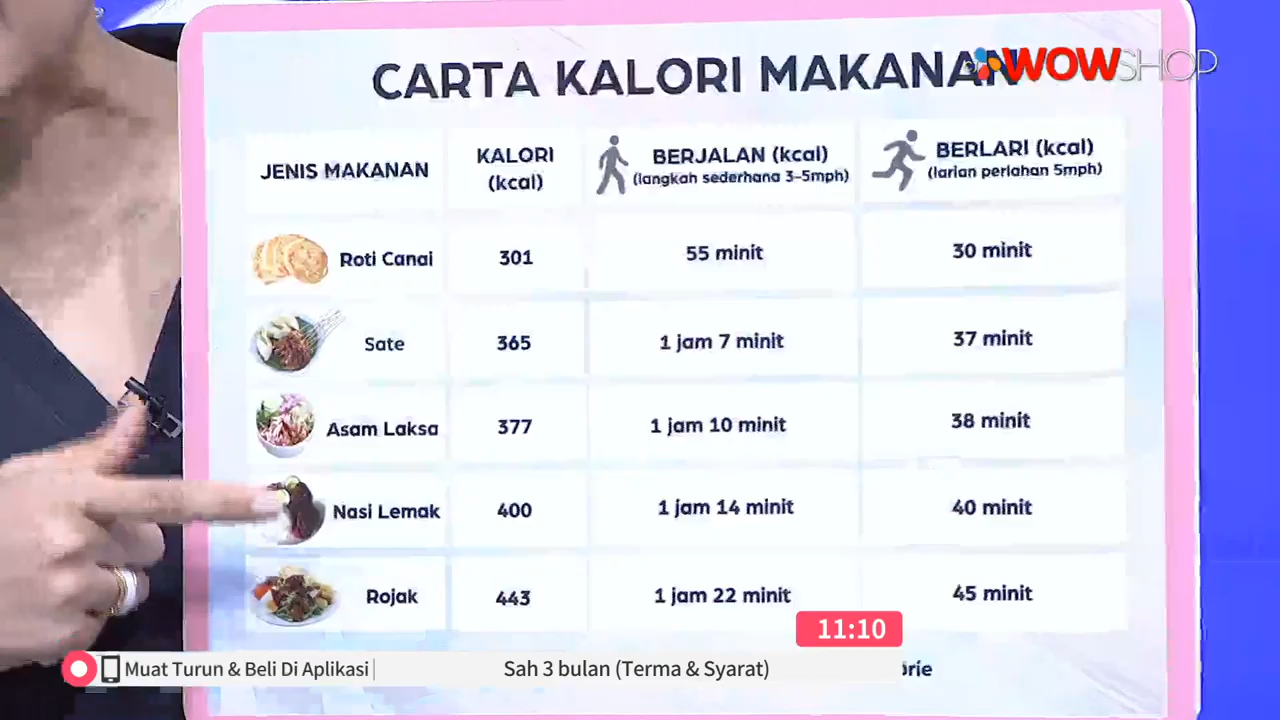 CARTA KALORI MAKANAN
WOWSHOP
JENIS MAKANAN
KALORI
(kcal)
BERJALAN (kcal)
(langkah sederhana 3-5mph)
BERLARI (kcal)
(larian perlahan 5mph)
Roti Canai 301 55 minit 30 minit
Sate 365 1 jam 7 minit 37 minit
Asam Laksa 377 1 jam 10 minit 38 minit
Nasi Lemak 400 1 jam 14 minit 40 minit
Rojak 443 1 jam 22 minit 45 minit
11:10
Muat Turun & Beli Di Aplikasi
Sah 3 bulan (Terma & Syarat)